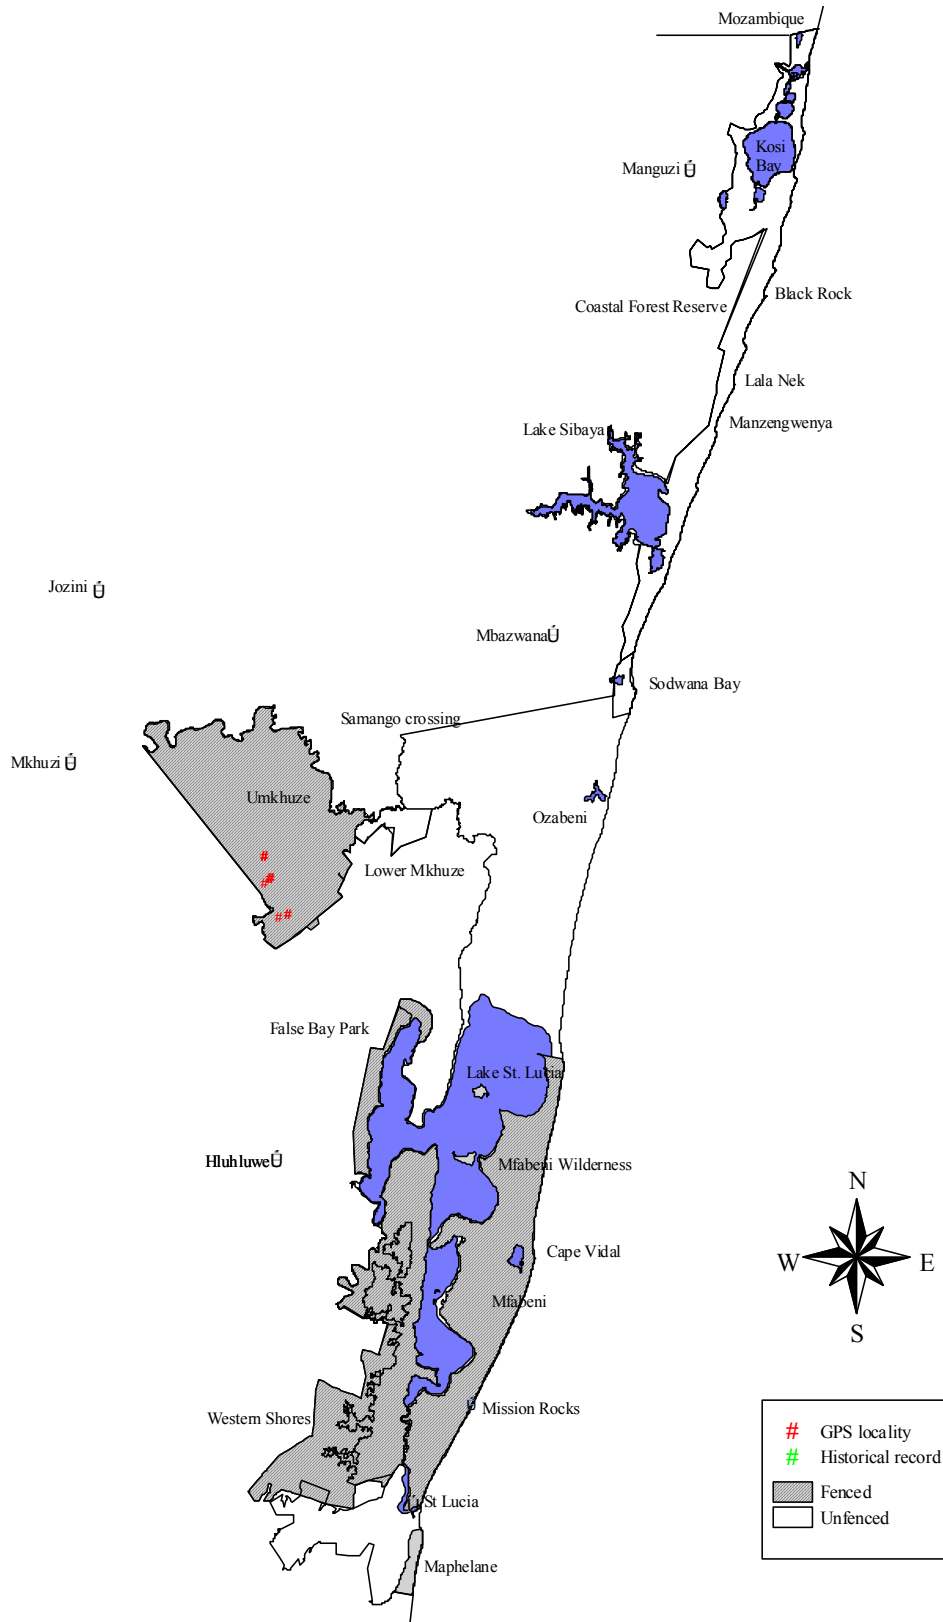 Mozambique
Kosi
Bay
Manguzi
Black Rock
Coastal Forest Reserve
Lala Nek
Manzengwenya
Lake Sibaya
Jozini
Mbazwana
Sodwana Bay
Samango crossing
Mkhuzi
Umkhuze
Ozabeni
Lower Mkhuze
False Bay Park
Lake St. Lucia
Hluhluwe
Mfabeni Wilderness
N
Cape Vidal
W
E
Mfabeni
S
Mission Rocks
Western Shores
# GPS locality
# Historical record
Fenced
Unfenced
St Lucia
Maphelane